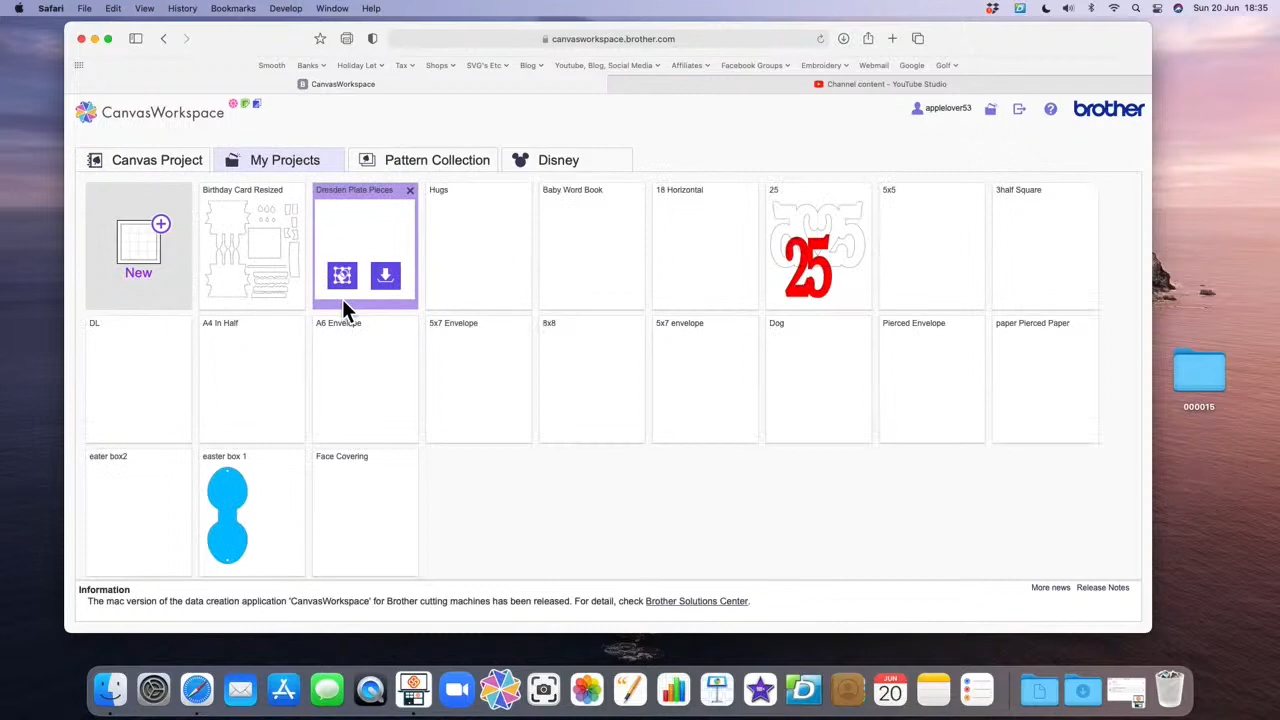 Safari File Edit View History Bookmarks Develop Window Help Sun 20 Jun 18:35
canvasworkspace.brother.com
Smooth Banks Holiday Let Tax Shops SVG's Etc Blog Youtube, Blog, Social Media Affiliates Facebook Groups Embroidery Webmail Google Golf
B CanvasWorkspace Channel content - YouTube Studio
CanvasWorkspace applelover53 brother
Canvas Project My Projects Pattern Collection Disney
Birthday Card Resized Dresden Plate Pieces Hugs Baby Word Book 18 Horizontal 25 5x5 3half Square
25
New
DL A4 In Half A6 Envelope 5x7 Envelope 8x8 5x7 envelope Dog Pierced Envelope paper Pierced Paper
000015
eater box2 easter box 1 Face Covering
Information More news Release Notes
The mac version of the data creation application 'CanvasWorkspace' for Brother cutting machines has been released. For detail, check Brother Solutions Center.
JUN
20